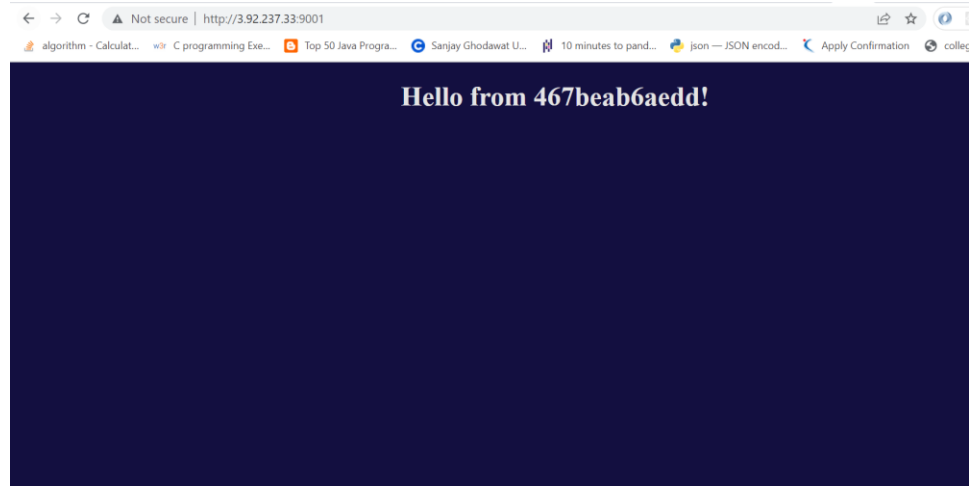 Not secure | http://3.92.237.33:9001
algorithm - Calculat... w3r C programming Exe... Top 50 Java Progra... Sanjay Ghodawat U... 10 minutes to pand... json — JSON encod... Apply Confirmation colleg
Hello from 467beab6aedd!